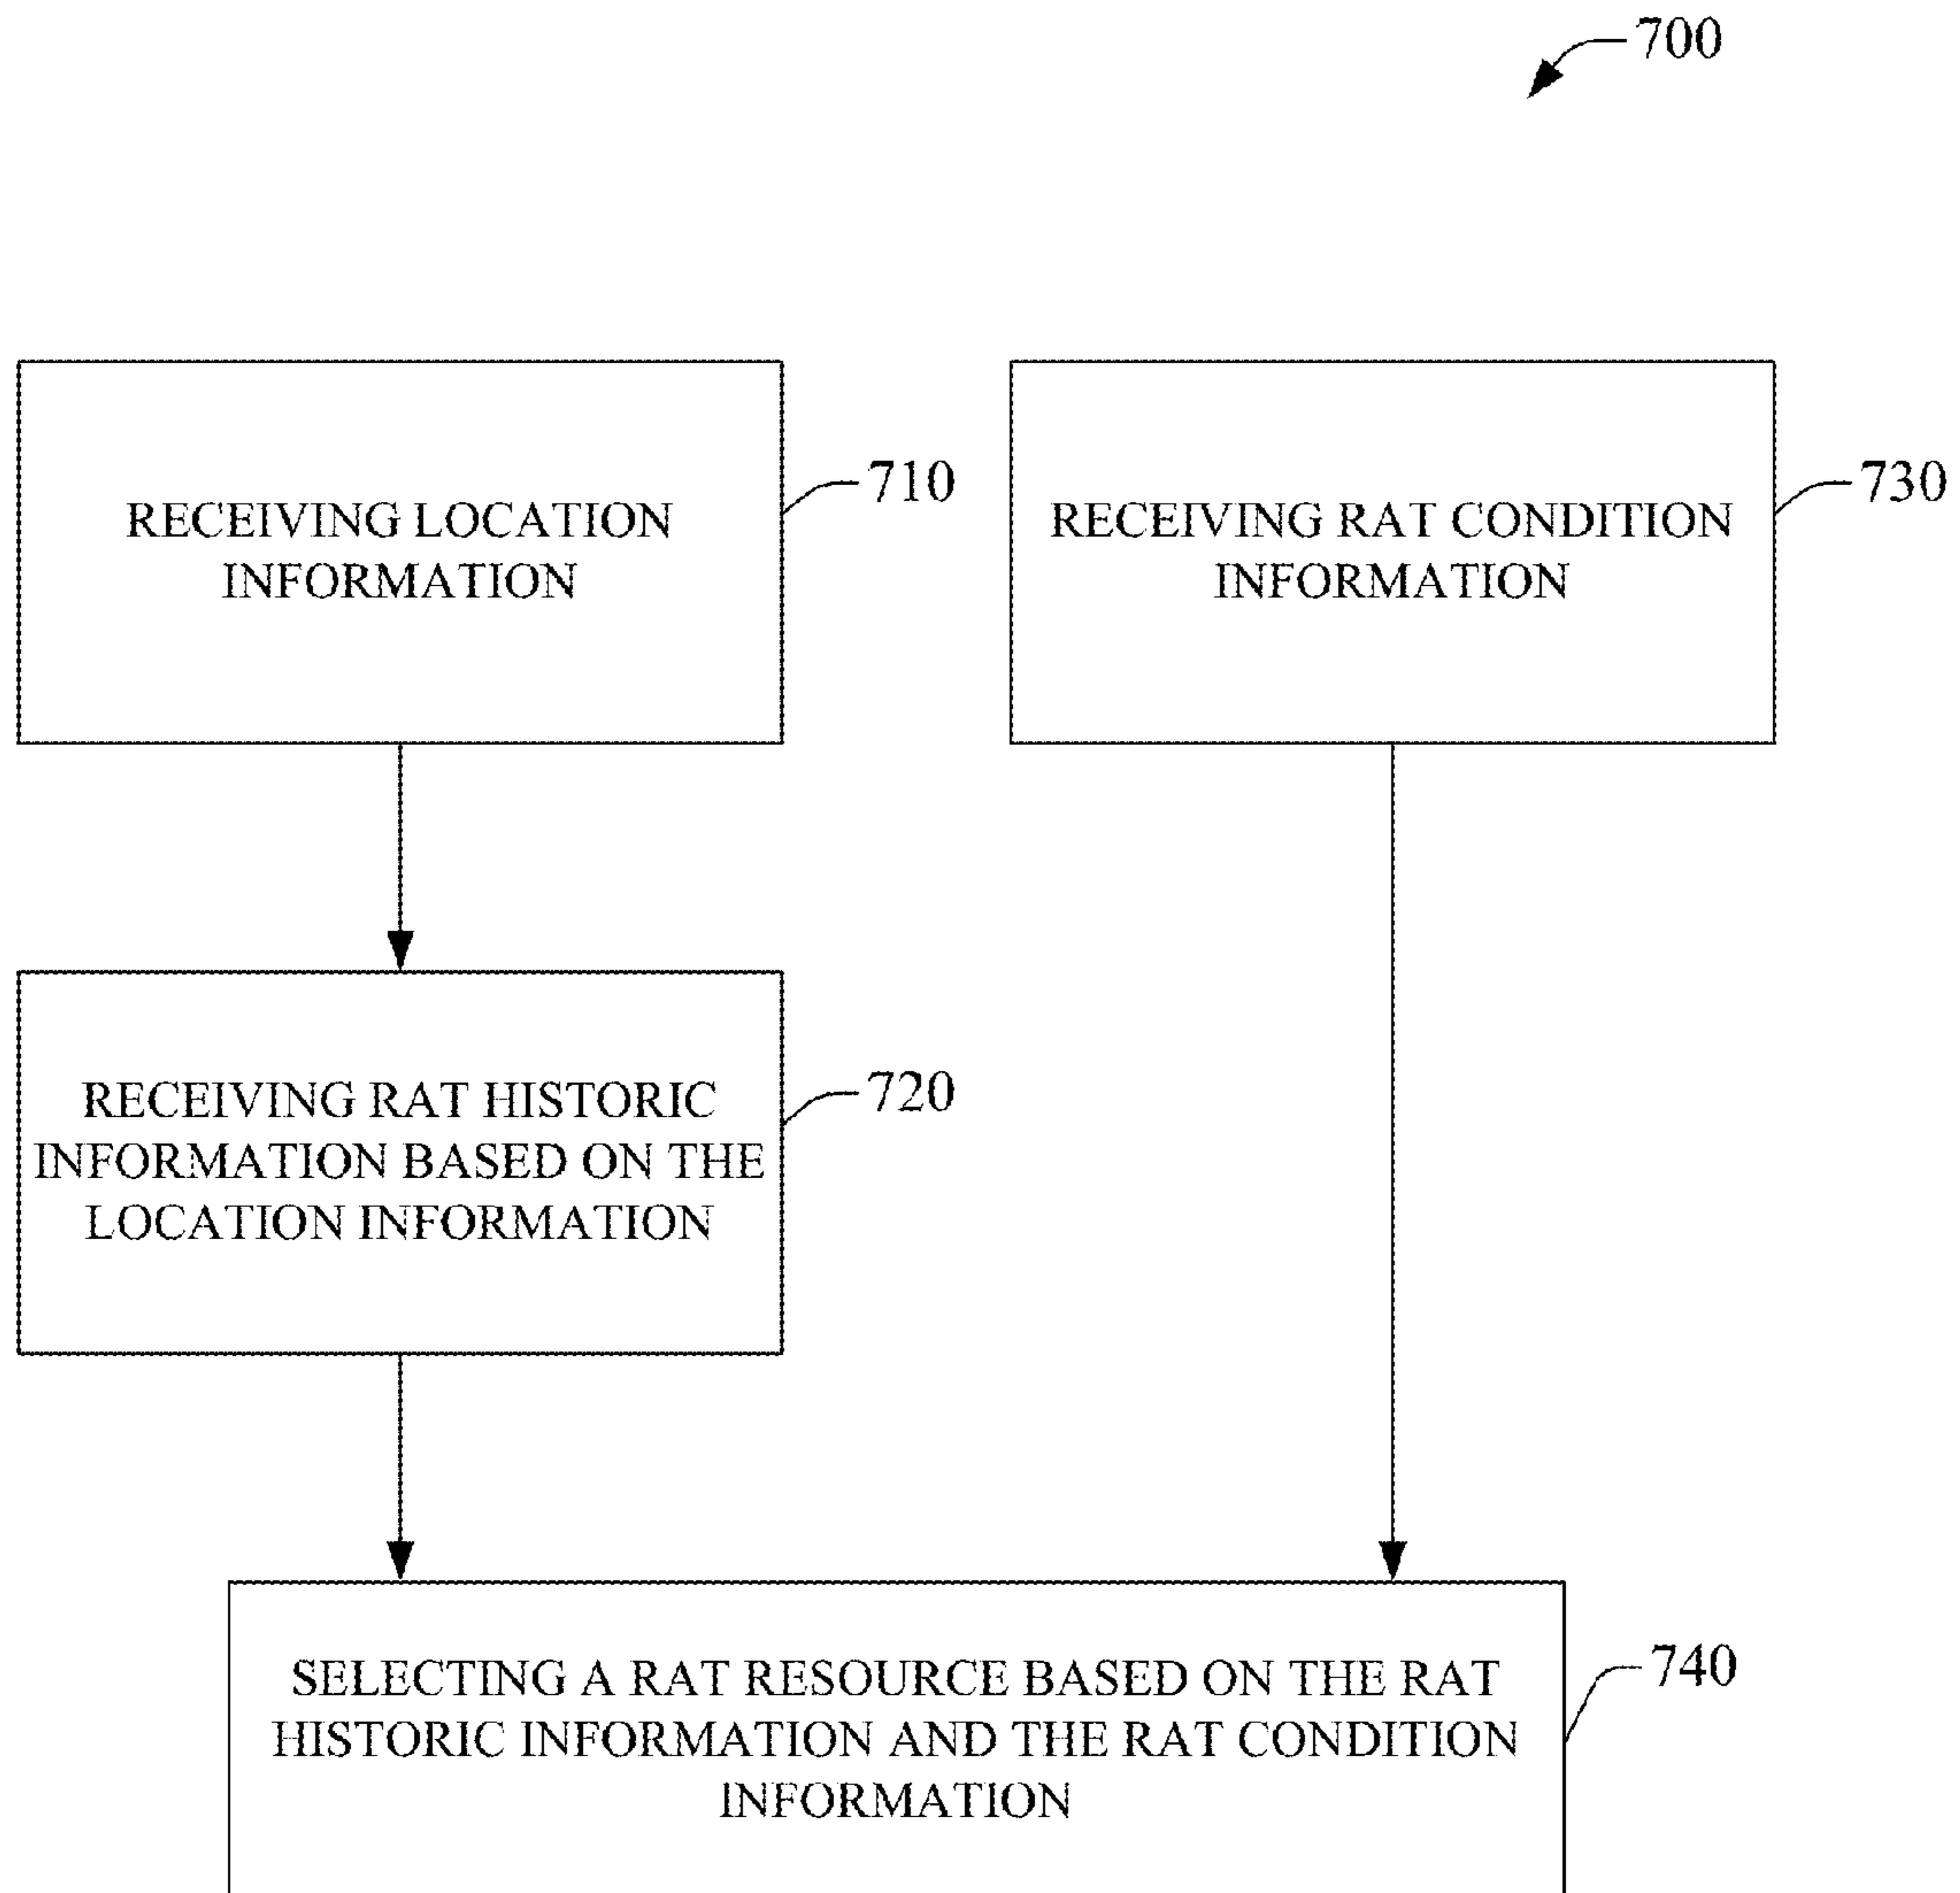 700
RECEIVING LOCATION
INFORMATION
710
RECEIVING RAT CONDITION
INFORMATION
730
RECEIVING RAT HISTORIC
INFORMATION BASED ON THE
LOCATION INFORMATION
720
SELECTING A RAT RESOURCE BASED ON THE RAT
HISTORIC INFORMATION AND THE RAT CONDITION
INFORMATION
740